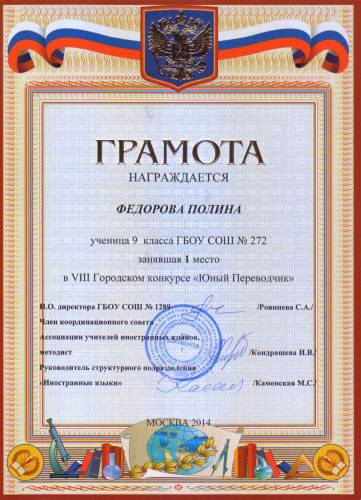 ГРАМОТА
НАГРАЖДАЕТСЯ
ФЕДОРОВА ПОЛИНА
ученица 9 класса ГБОУ СОШ № 272
занявшая 1 место
в VIII Городском конкурсе «Юный Переводчик»
И.О. директора ГБОУ СОШ № 1289 /Ровнцева С.А./
Член координационного совета
Ассоциации учителей иностранных языков,
методист /Кондрашева И.В./
Руководитель структурного подразделения
«Иностранные языки» /Каменская М.С./
МОСКВА 2014